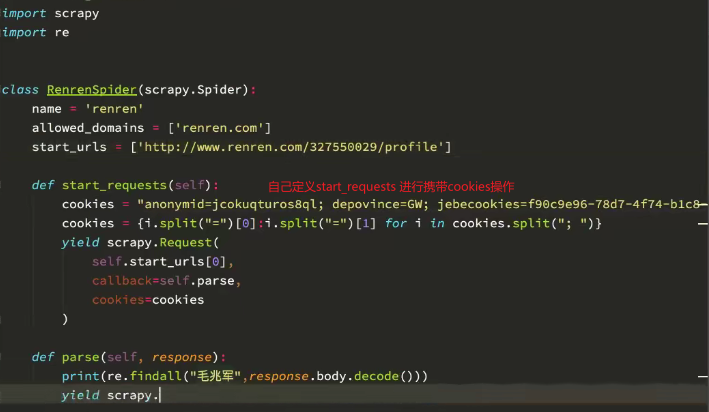 import scrapy
import re
class RenrenSpider(scrapy.Spider):
    name = 'renren'
    allowed_domains = ['renren.com']
    start_urls = ['http://www.renren.com/327550029/profile']
    def start_requests(self): 自己定义start_requests 进行携带cookies操作
        cookies = "anonymid=jcokuqturos8ql; depovince=GW; jebecookies=f90c9e96-78d7-4f74-b1c8-
        cookies = {i.split("=")[0]:i.split("=")[1] for i in cookies.split("; ")}
        yield scrapy.Request(
            self.start_urls[0],
            callback=self.parse,
            cookies=cookies
        )
    def parse(self, response):
        print(re.findall("毛兆军",response.body.decode()))
        yield scrapy.